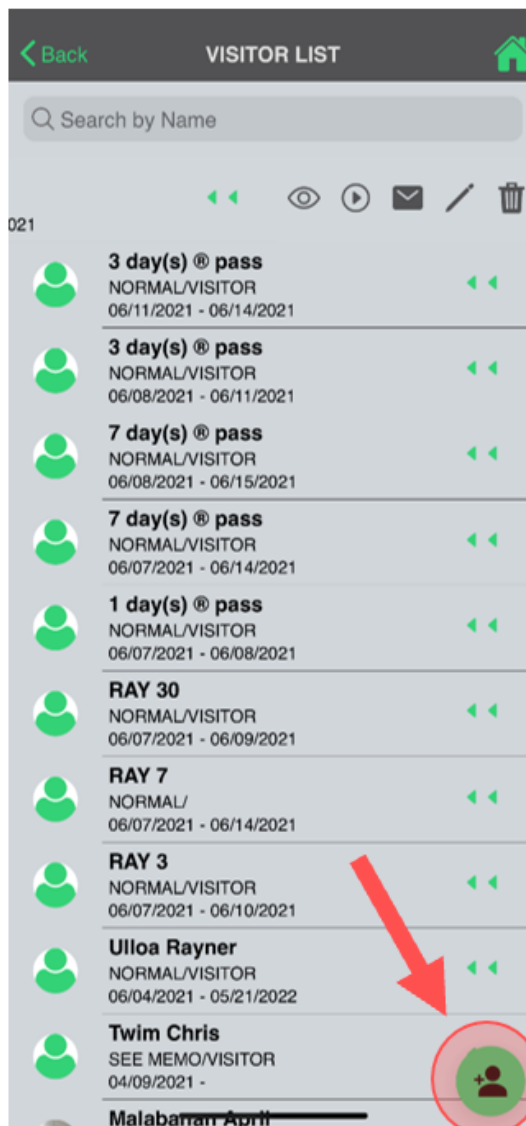 Back
VISITOR LIST
Search by Name
021
3 day(s) ® pass
NORMAL/VISITOR
06/11/2021 - 06/14/2021
3 day(s) ® pass
NORMAL/VISITOR
06/08/2021 - 06/11/2021
7 day(s) ® pass
NORMAL/VISITOR
06/08/2021 - 06/15/2021
7 day(s) ® pass
NORMAL/VISITOR
06/07/2021 - 06/14/2021
1 day(s) ® pass
NORMAL/VISITOR
06/07/2021 - 06/08/2021
RAY 30
NORMAL/VISITOR
06/07/2021 - 06/09/2021
RAY 7
NORMAL/
06/07/2021 - 06/14/2021
RAY 3
NORMAL/VISITOR
06/07/2021 - 06/10/2021
Ulloa Rayner
NORMAL/VISITOR
06/04/2021 - 05/21/2022
Twim Chris
SEE MEMO/VISITOR
04/09/2021 -
April